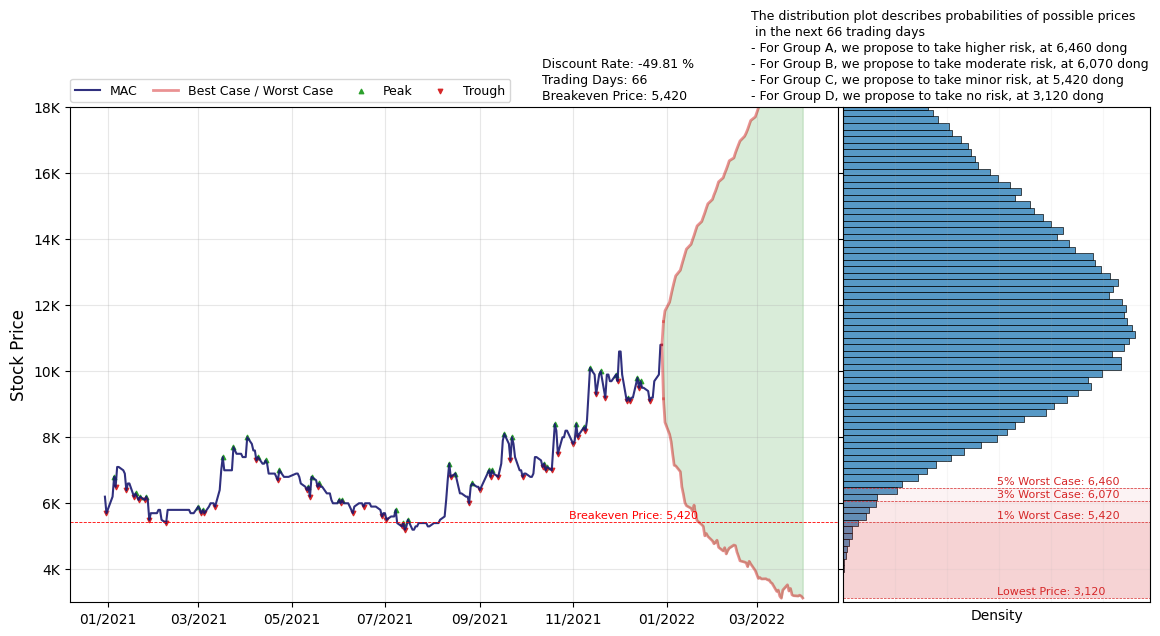 The distribution plot describes probabilities of possible prices
in the next 66 trading days
- For Group A, we propose to take higher risk, at 6,460 dong
- For Group B, we propose to take moderate risk, at 6,070 dong
- For Group C, we propose to take minor risk, at 5,420 dong
- For Group D, we propose to take no risk, at 3,120 dong
Discount Rate: -49.81 %
Trading Days: 66
Breakeven Price: 5,420
MAC
Best Case / Worst Case
Peak
Trough
Stock Price
18K
16K
14K
12K
10K
8K
6K
4K
Breakeven Price: 5,420
5% Worst Case: 6,460
3% Worst Case: 6,070
1% Worst Case: 5,420
Lowest Price: 3,120
01/2021
03/2021
05/2021
07/2021
09/2021
11/2021
01/2022
03/2022
Density